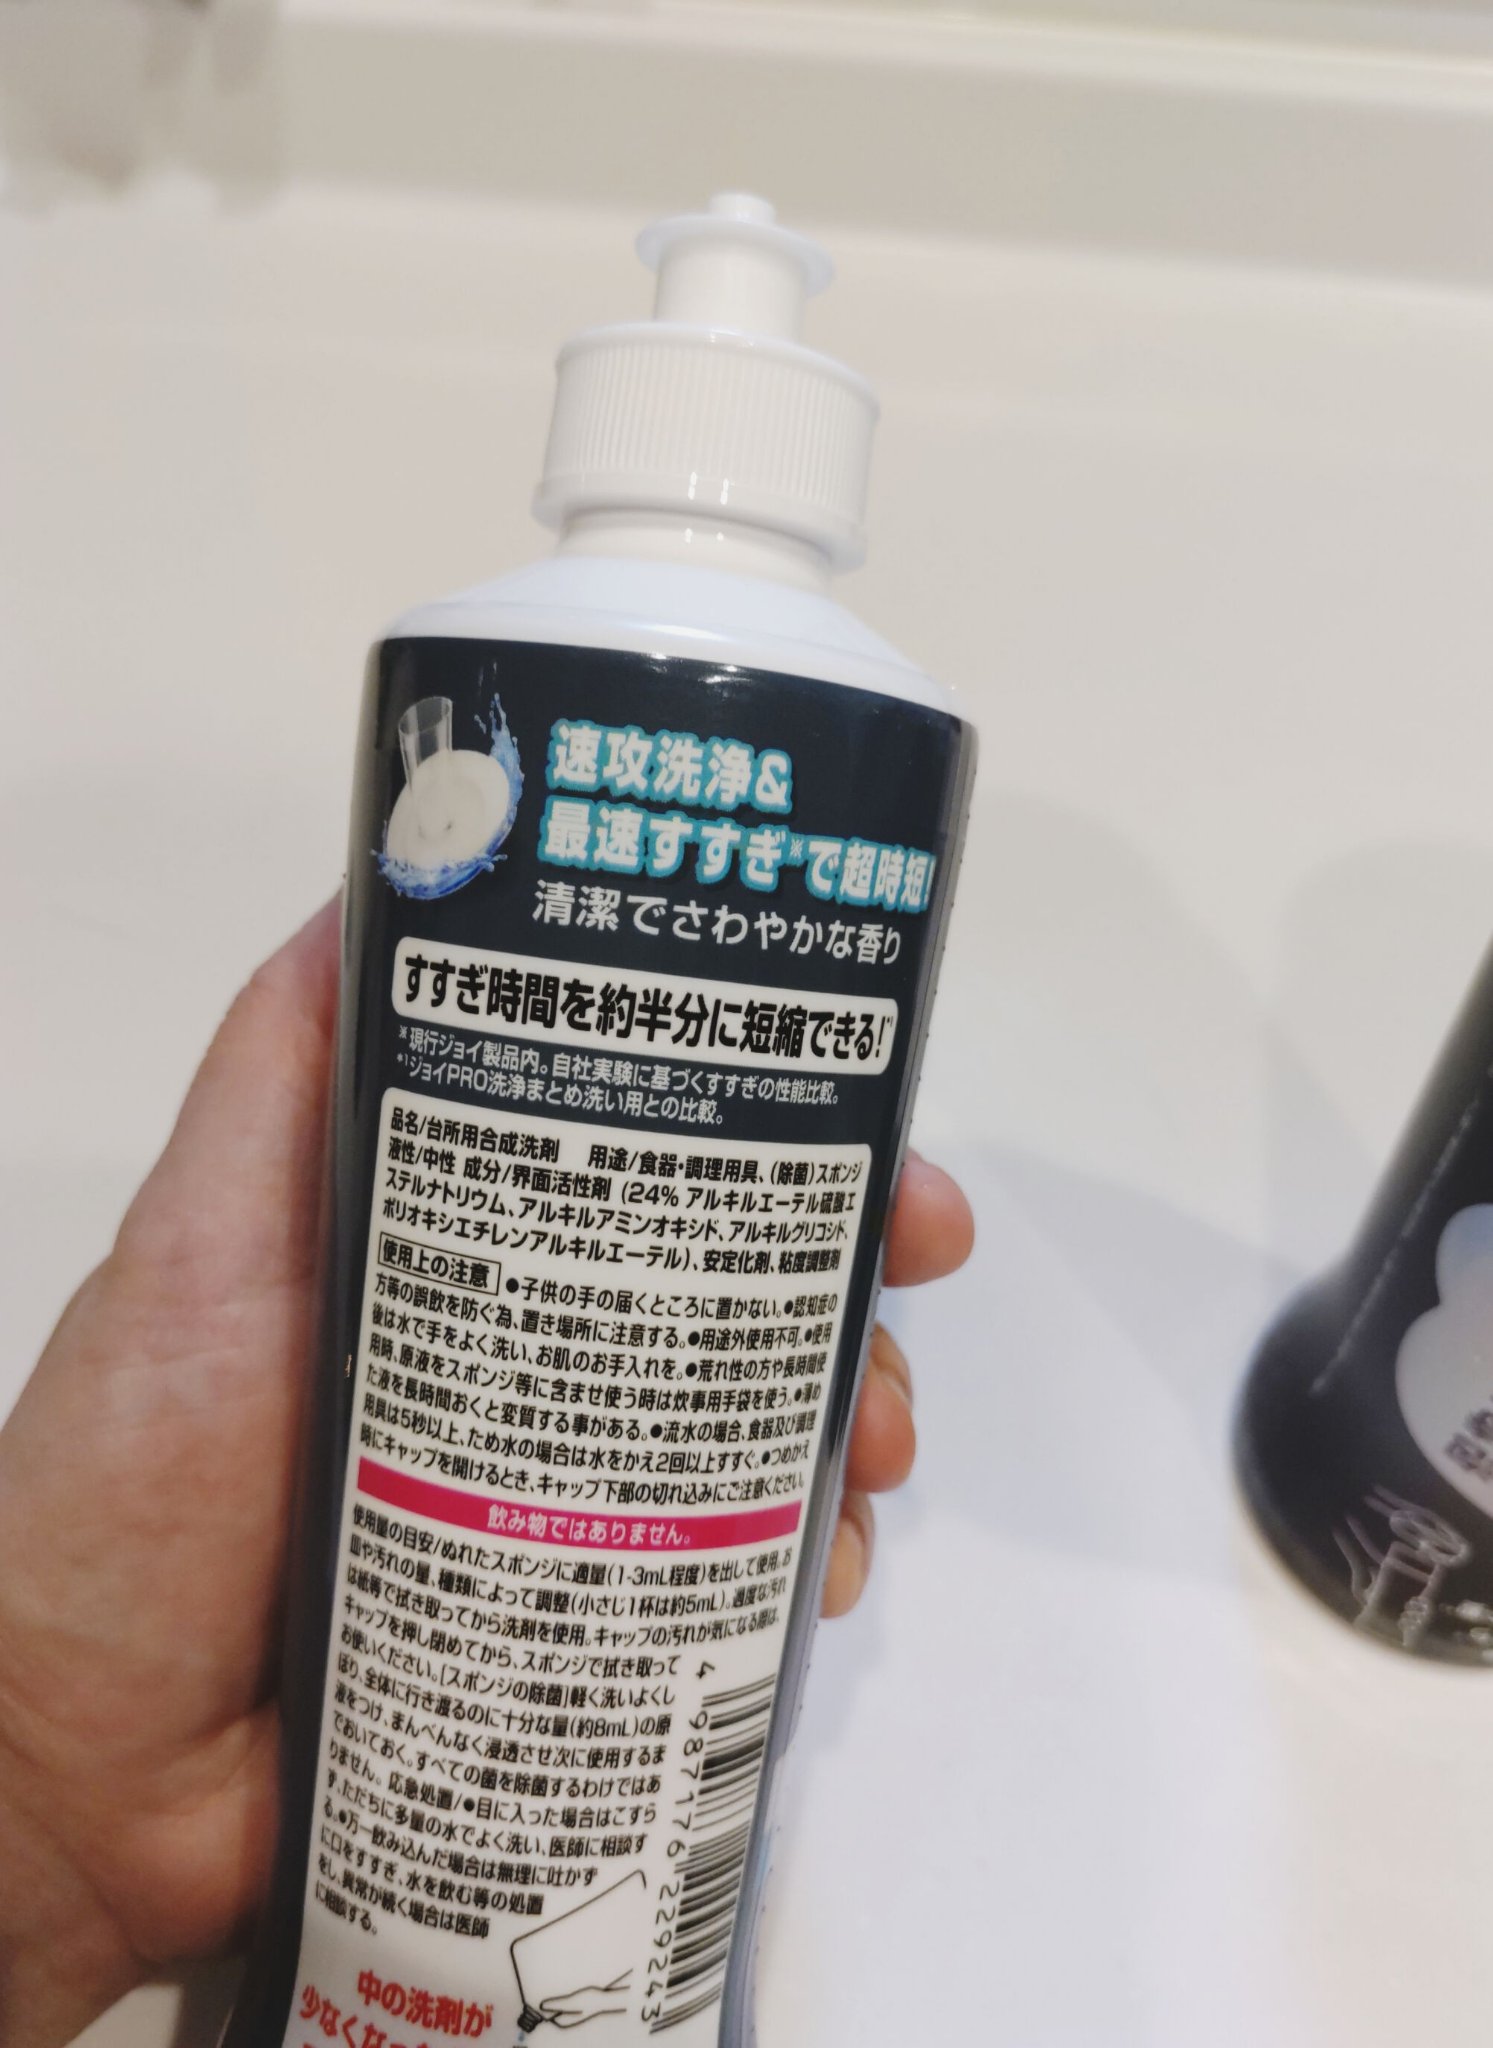 速攻洗浄&
最速すすぎ※で超時短!
清潔でさわやかな香り
すすぎ時間を約半分に短縮できる!*1
※現行ジョイ製品内。自社実験に基づくすすぎの性能比較。
*1ジョイPRO洗浄まとめ洗い用との比較。
品名/台所用合成洗剤 用途/食器・調理用具、(除菌)スポンジ
液性/中性 成分/界面活性剤 (24% アルキルエーテル硫酸エ
ステルナトリウム、アルキルアミンオキシド、アルキルグリコシド、
ポリオキシエチレンアルキルエーテル)、安定化剤、粘度調整剤
使用上の注意 ●子供の手の届くところに置かない。●認知症の
方等の誤飲を防ぐ為、置き場所に注意する。●用途外使用不可。●使用
後は水で手をよく洗い、お肌のお手入れを。●荒れ性の方や長時間使
用時、原液をスポンジ等に含ませ使う時は炊事用手袋を使う。●薄め
た液を長時間おくと変質する事がある。●流水の場合、食器及び調理
用具は5秒以上、ため水の場合は水をかえ2回以上すすぐ。●つめかえ
時にキャップを開けるとき、キャップ下部の切れ込みにご注意ください。
飲み物ではありません。
使用量の目安/ぬれたスポンジに適量(1-3mL程度)を出して使用。お
皿や汚れの量、種類によって調整(小さじ1杯は約5mL)。過度な汚れ
は紙等で拭き取ってから洗剤を使用。キャップの汚れが気になる際は、
キャップを押し閉めてから、スポンジで拭き取って
お使いください。[スポンジの除菌]軽く洗いよくし
ぼり、全体に行き渡るのに十分な量(約8mL)の原
液をつけ、まんべんなく浸透させ次に使用するま
でおいておく。すべての菌を除菌するわけではあ
りません。応急処置/●目に入った場合はこすら
ず、ただちに多量の水でよく洗い、医師に相談す
る。●万一飲み込んだ場合は無理に吐かず
に口をすすぎ、水を飲む等の処置
をし、異常が続く場合は医師
に相談する。
4 987176 229243
中の洗剤が
少なくな